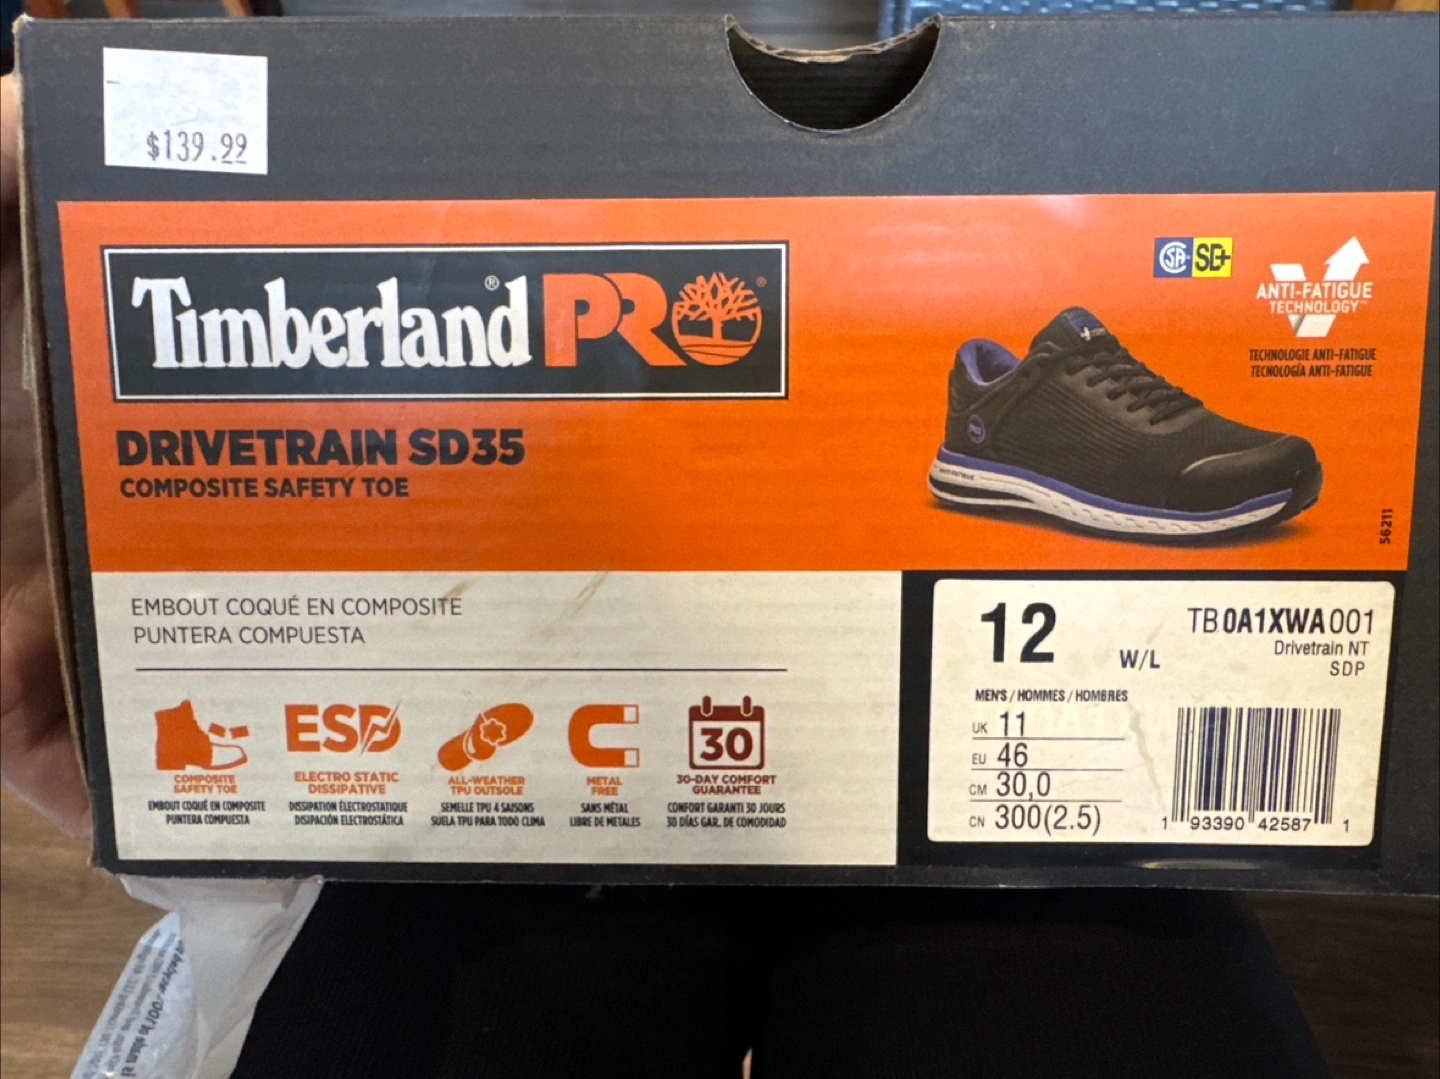 $139.99
Timberland® PRO ®
DRIVETRAIN SD35
COMPOSITE SAFETY TOE
CSA SD+
ANTI-FATIGUE
TECHNOLOGY™
TECHNOLOGIE ANTI-FATIGUE
TECNOLOGÍA ANTI-FATIGUE
56211
EMBOUT COQUÉ EN COMPOSITE
PUNTERA COMPUESTA
COMPOSITE
SAFETY TOE
EMBOUT COQUÉ EN COMPOSITE
PUNTERA COMPUESTA
ESD
ELECTRO STATIC
DISSIPATIVE
DISSIPATION ÉLECTROSTATIQUE
DISIPACIÓN ELECTROSTÁTICA
ALL-WEATHER
TPU OUTSOLE
SEMELLE TPU 4 SAISONS
SUELA TPU PARA TODO CLIMA
METAL
FREE
SANS MÉTAL
LIBRE DE METALES
30
30-DAY COMFORT
GUARANTEE
CONFORT GARANTI 30 JOURS
30 DÍAS GAR. DE COMODIDAD
12 W/L
TB0A1XWA001
Drivetrain NT
SDP
MEN'S / HOMMES / HOMBRES
UK 11
EU 46
CM 30,0
CN 300(2.5)
1 93390 42587 1